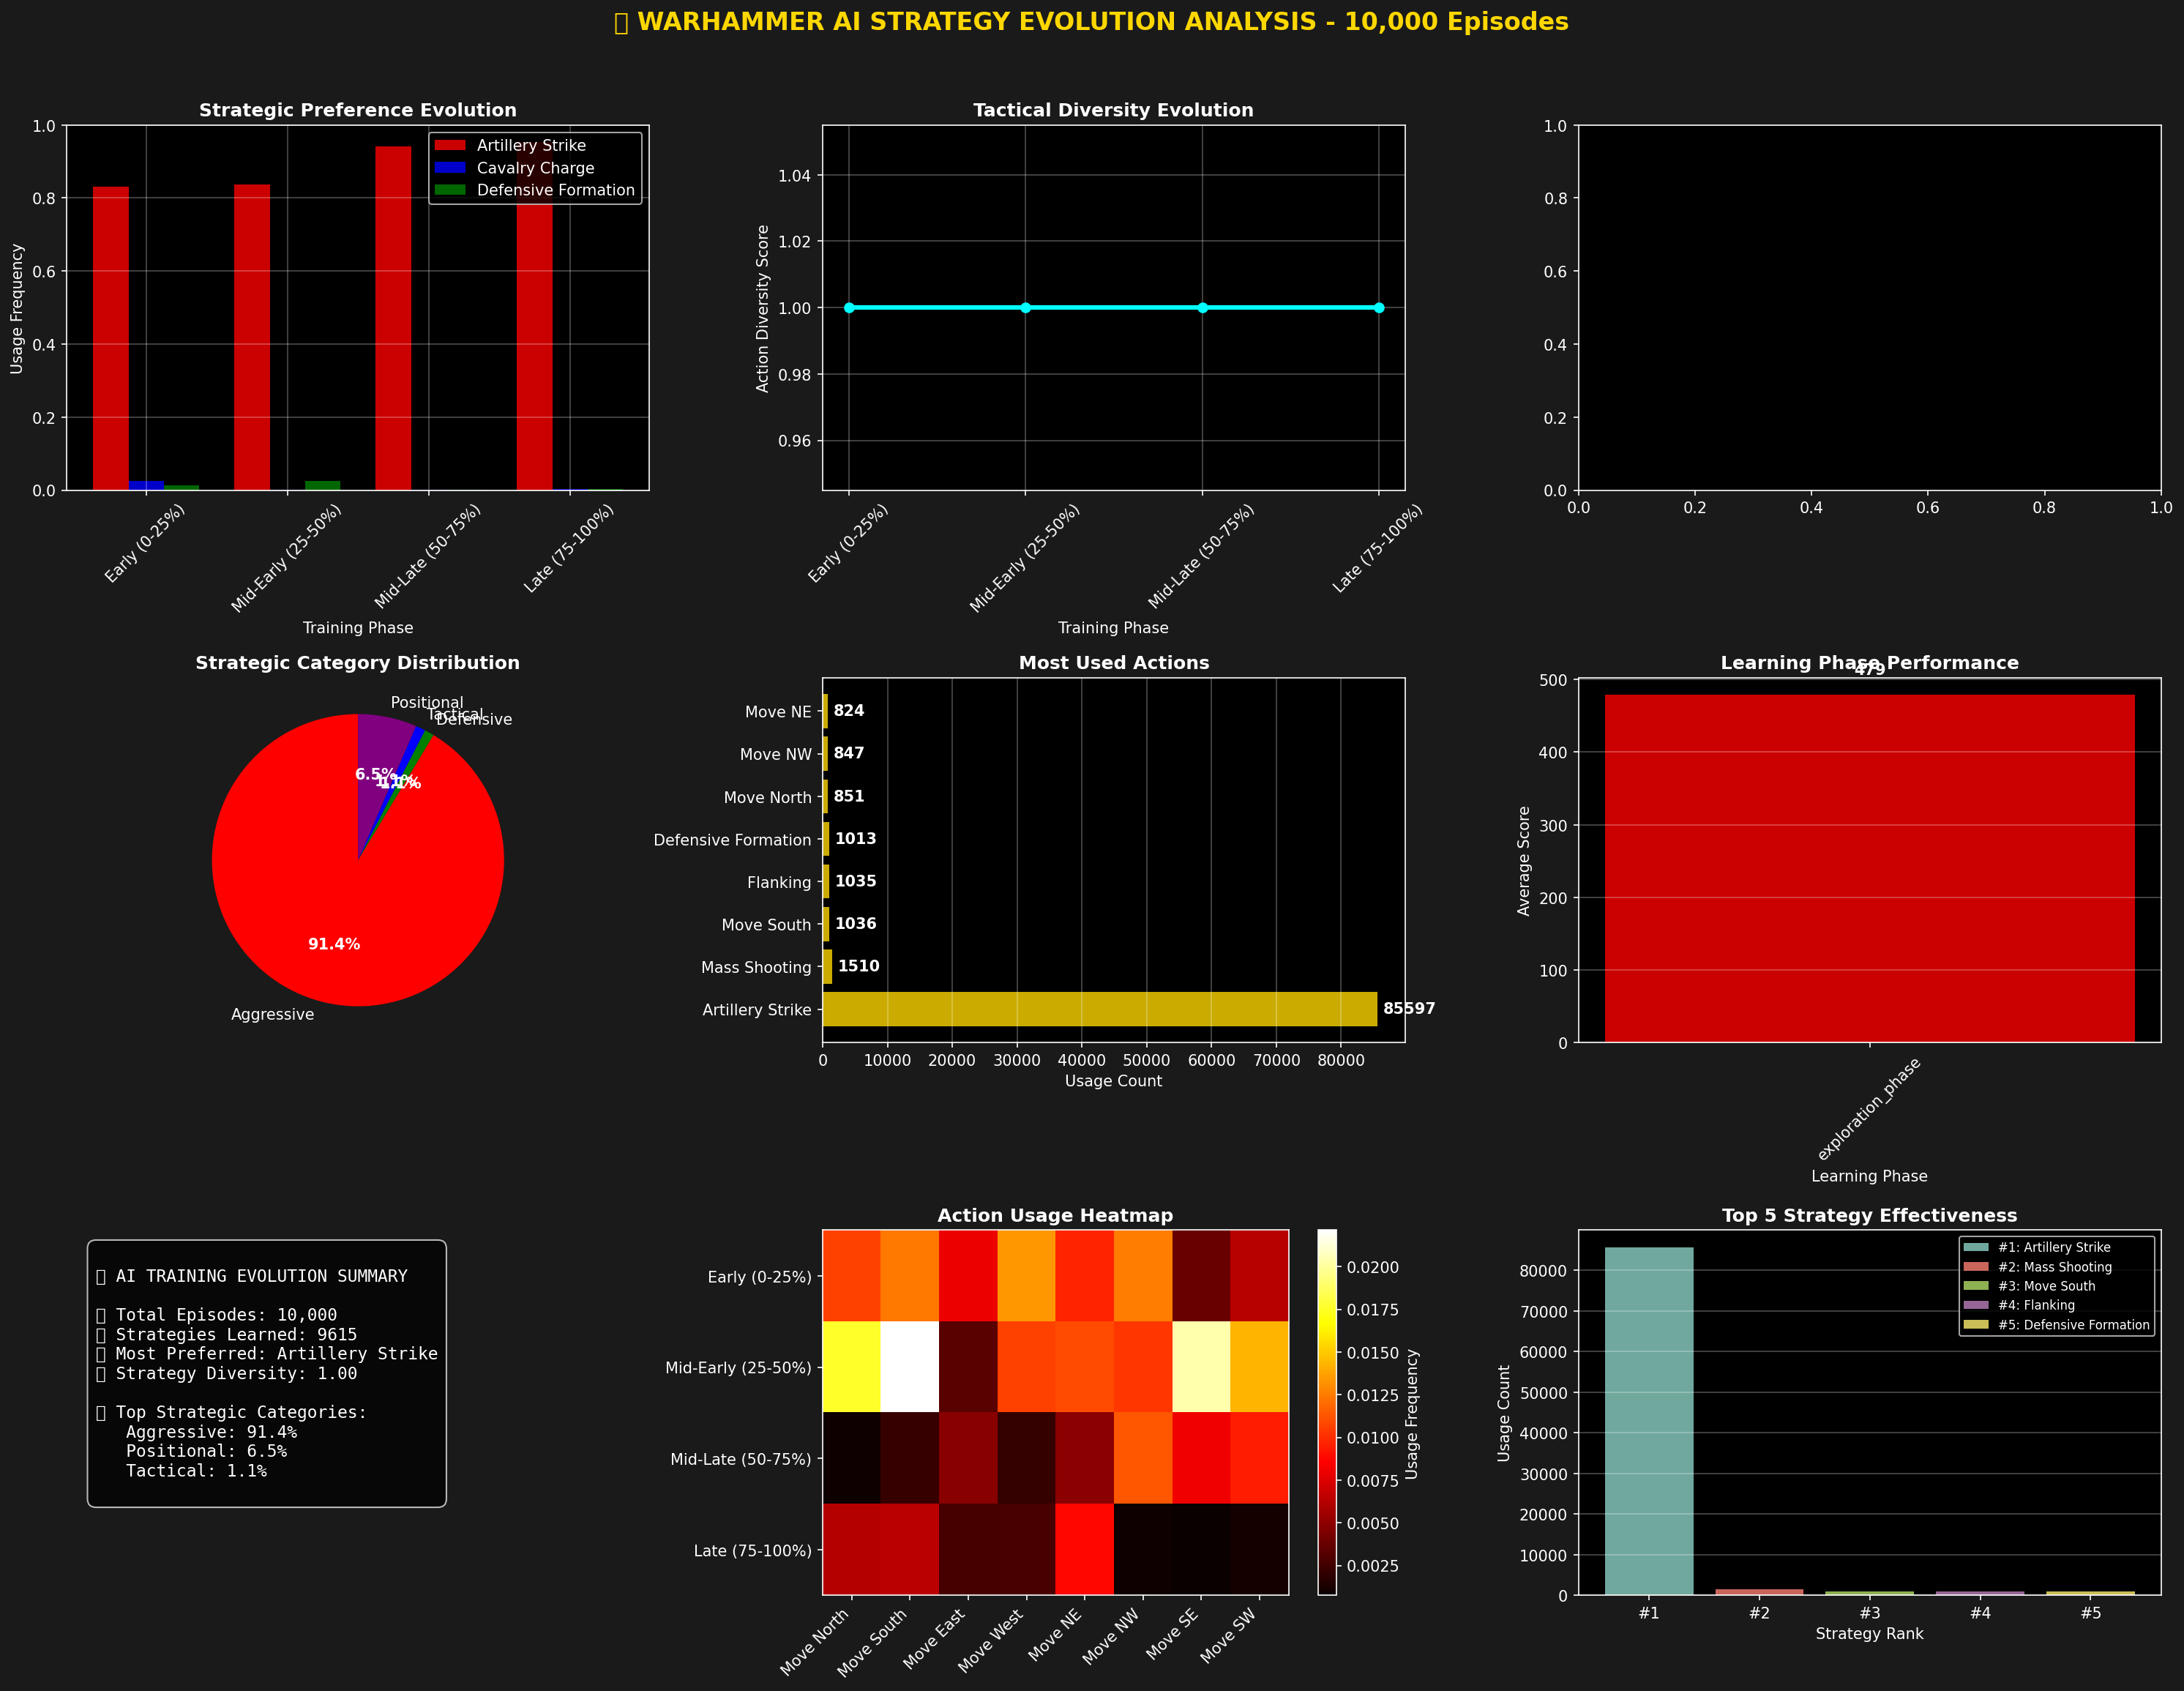 WARHAMMER AI STRATEGY EVOLUTION ANALYSIS - 10,000 Episodes
Strategic Preference Evolution
Usage Frequency
1.0
0.8
0.6
0.4
0.2
0.0
Artillery Strike
Cavalry Charge
Defensive Formation
Early (0-25%)
Mid-Early (25-50%)
Mid-Late (50-75%)
Late (75-100%)
Training Phase
Tactical Diversity Evolution
Action Diversity Score
1.04
1.02
1.00
0.98
0.96
Early (0-25%)
Mid-Early (25-50%)
Mid-Late (50-75%)
Late (75-100%)
Training Phase
1.0
0.8
0.6
0.4
0.2
0.0
0.0 0.2 0.4 0.6 0.8 1.0
Strategic Category Distribution
Positional
Tactical
Defensive
6.5%
1.1%
1.1%
91.4%
Aggressive
Most Used Actions
Move NE 824
Move NW 847
Move North 851
Defensive Formation 1013
Flanking 1035
Move South 1036
Mass Shooting 1510
Artillery Strike 85597
0 10000 20000 30000 40000 50000 60000 70000 80000
Usage Count
Learning Phase Performance
479
Average Score
500
400
300
200
100
0
exploration_phase
Learning Phase
AI TRAINING EVOLUTION SUMMARY
Total Episodes: 10,000
Strategies Learned: 9615
Most Preferred: Artillery Strike
Strategy Diversity: 1.00
Top Strategic Categories:
Aggressive: 91.4%
Positional: 6.5%
Tactical: 1.1%
Action Usage Heatmap
Early (0-25%)
Mid-Early (25-50%)
Mid-Late (50-75%)
Late (75-100%)
Move North
Move South
Move East
Move West
Move NE
Move NW
Move SE
Move SW
0.0200
0.0175
0.0150
0.0125
0.0100
0.0075
0.0050
0.0025
Usage Frequency
Top 5 Strategy Effectiveness
Usage Count
80000
70000
60000
50000
40000
30000
20000
10000
0
#1: Artillery Strike
#2: Mass Shooting
#3: Move South
#4: Flanking
#5: Defensive Formation
#1 #2 #3 #4 #5
Strategy Rank